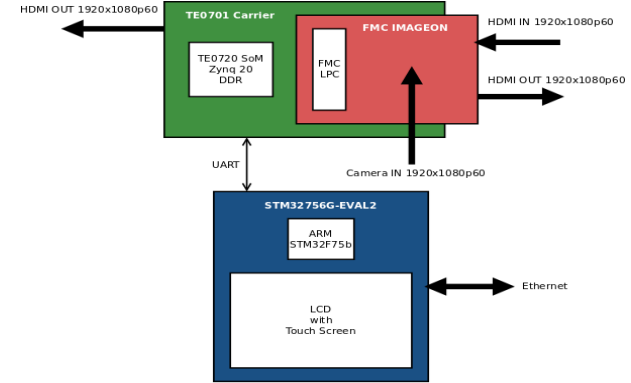 HDMI OUT 1920x1080p60
TE0701 Carrier
FMC IMAGEON
HDMI IN 1920x1080p60
TE0720 SoM
Zynq 20
DDR
FMC
LPC
HDMI OUT 1920x1080p60
UART
Camera IN 1920x1080p60
STM32756G-EVAL2
ARM
STM32F75b
Ethernet
LCD
with
Touch Screen